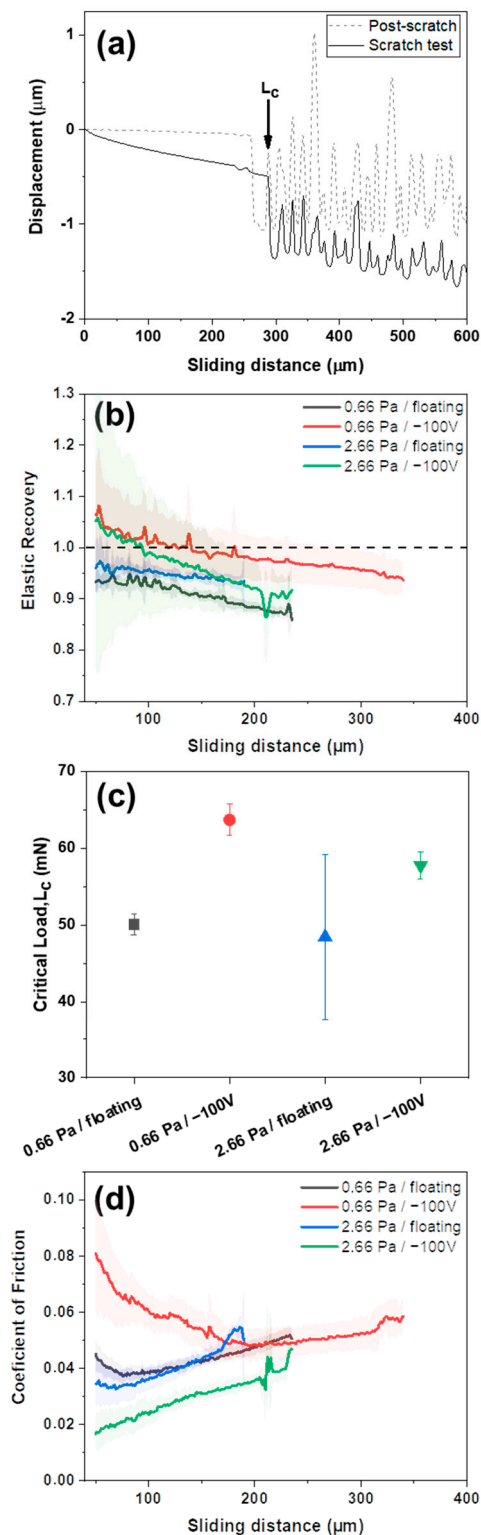 (a)
Post-scratch
Scratch test
L_C
1
0
-1
-2
Displacement (μm)
0 100 200 300 400 500 600
Sliding distance (μm)
(b)
0.66 Pa / floating
0.66 Pa / −100V
2.66 Pa / floating
2.66 Pa / −100V
1.3
1.2
1.1
1.0
0.9
0.8
0.7
Elastic Recovery
100 200 300 400
Sliding distance (μm)
(c)
70
60
50
40
30
Critical Load,L_C (mN)
0.66 Pa / floating
0.66 Pa / −100V
2.66 Pa / floating
2.66 Pa / −100V
(d)
0.66 Pa / floating
0.66 Pa / −100V
2.66 Pa / floating
2.66 Pa / −100V
0.10
0.08
0.06
0.04
0.02
0.00
Coefficient of Friction
100 200 300 400
Sliding distance (μm)